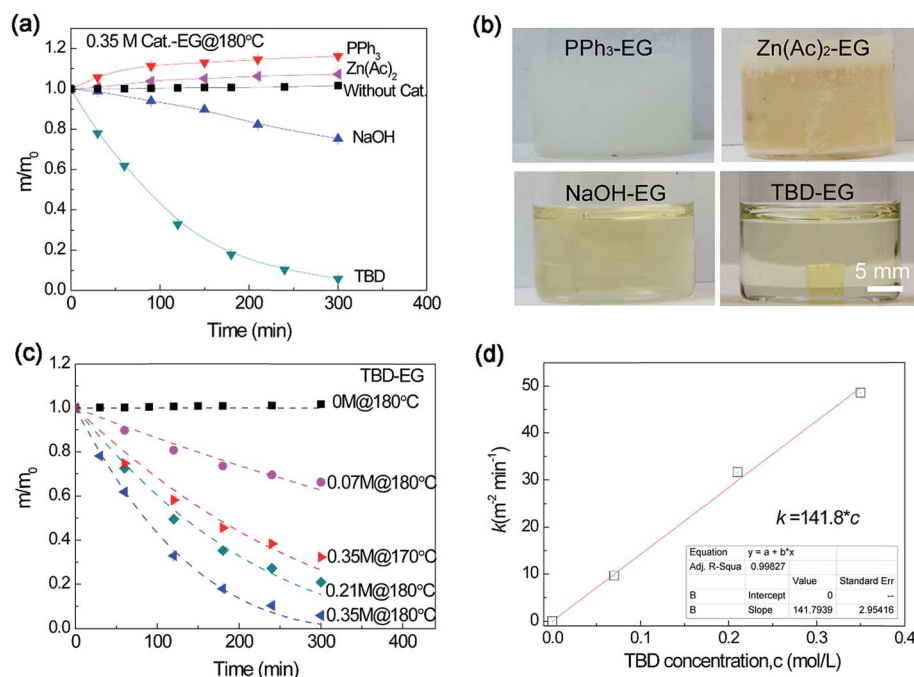 (a)
0.35 M Cat.-EG@180°C
PPh3
Zn(Ac)2
Without Cat.
NaOH
TBD
m/m0
1.2
1.0
0.8
0.6
0.4
0.2
0.0
0 100 200 300 400
Time (min)
(b)
PPh3-EG
Zn(Ac)2-EG
NaOH-EG
TBD-EG
5 mm
(c)
TBD-EG
0M@180°C
0.07M@180°C
0.35M@170°C
0.21M@180°C
0.35M@180°C
m/m0
1.2
1.0
0.8
0.6
0.4
0.2
0.0
0 100 200 300 400
Time (min)
(d)
k(m-2 min-1)
50
40
30
20
10
0
k=141.8*c
Equation y = a + b*x
Adj. R-Squa 0.99827
Value Standard Err
B Intercept 0 --
B Slope 141.7939 2.95416
0.0 0.1 0.2 0.3 0.4
TBD concentration,c (mol/L)